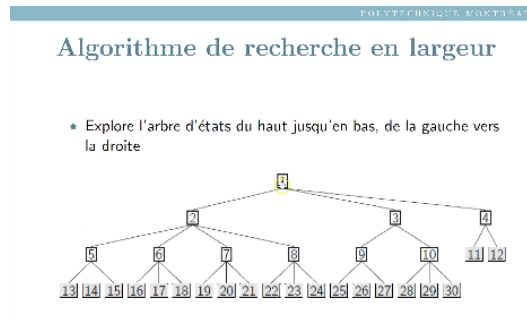 POLYTECHNIQUE MONTRÉAL
Algorithme de recherche en largeur
Explore l'arbre d'états du haut jusqu'en bas, de la gauche vers
la droite
1
2 3 4
5 6 7 8 9 10 11 12
13 14 15 16 17 18 19 20 21 22 23 24 25 26 27 28 29 30